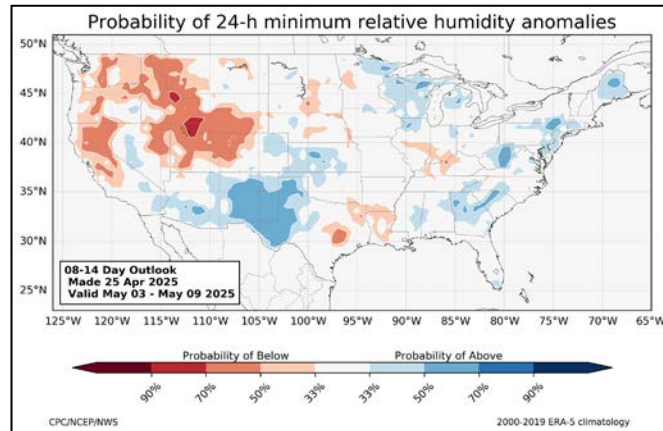 Probability of 24-h minimum relative humidity anomalies
50°N
45°N
40°N
35°N
30°N
25°N
08-14 Day Outlook
Made 25 Apr 2025
Valid May 03 - May 09 2025
125°W 120°W 115°W 110°W 105°W 100°W 95°W 90°W 85°W 80°W 75°W 70°W 65°W
Probability of Below Probability of Above
90% 70% 50% 33% 33% 50% 70% 90%
CPC/NCEP/NWS 2000-2019 ERA-5 climatology